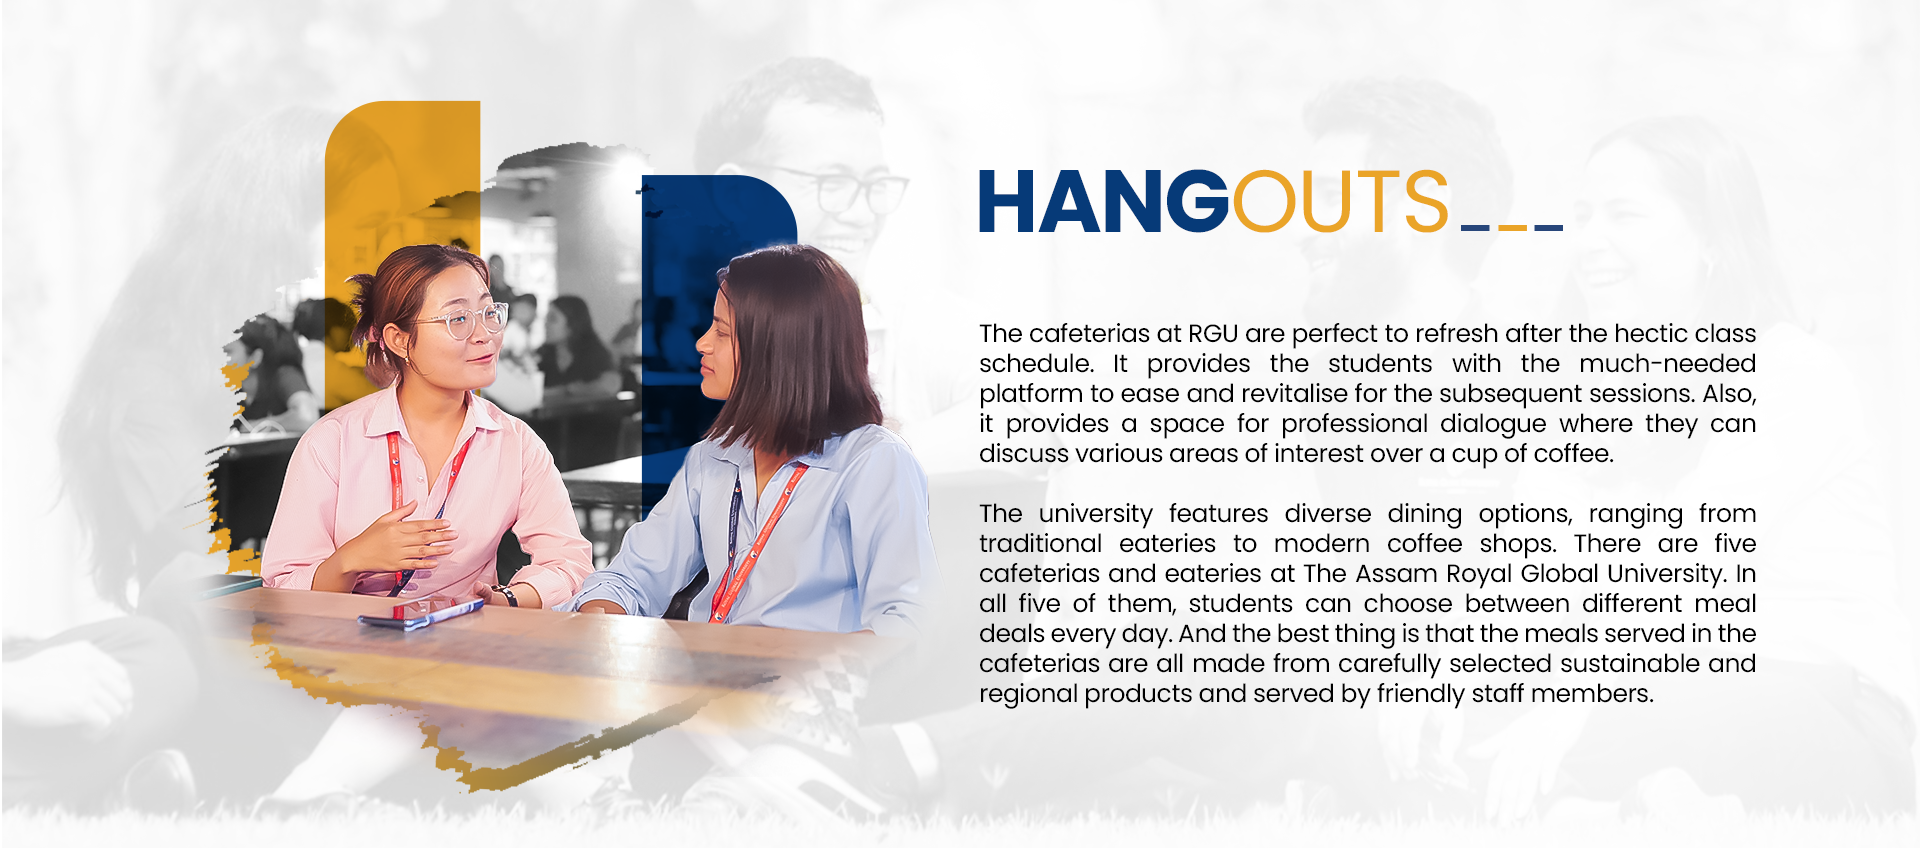 HANGOUTS_ _ _
The cafeterias at RGU are perfect to refresh after the hectic class
schedule. It provides the students with the much-needed
platform to ease and revitalise for the subsequent sessions. Also,
it provides a space for professional dialogue where they can
discuss various areas of interest over a cup of coffee.
The university features diverse dining options, ranging from
traditional eateries to modern coffee shops. There are five
cafeterias and eateries at The Assam Royal Global University. In
all five of them, students can choose between different meal
deals every day. And the best thing is that the meals served in the
cafeterias are all made from carefully selected sustainable and
regional products and served by friendly staff members.